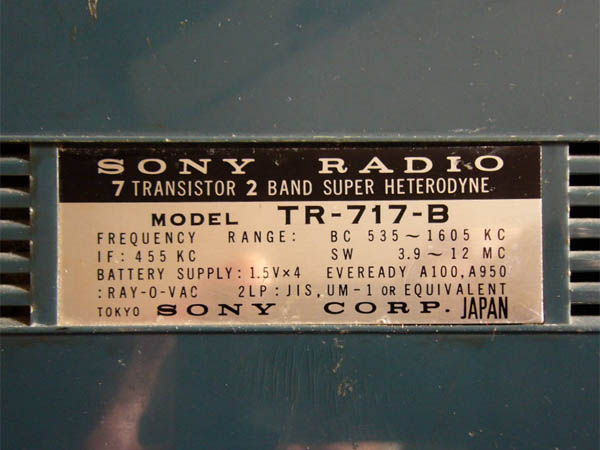 SONY RADIO
7 TRANSISTOR 2 BAND SUPER HETERODYNE
MODEL TR-717-B
FREQUENCY RANGE: BC 535~1605 KC
IF: 455 KC SW 3.9~12 MC
BATTERY SUPPLY: 1.5V×4 EVEREADY A100, A950
:RAY-O-VAC 2LP: JIS, UM-1 OR EQUIVALENT
TOKYO SONY CORP. JAPAN